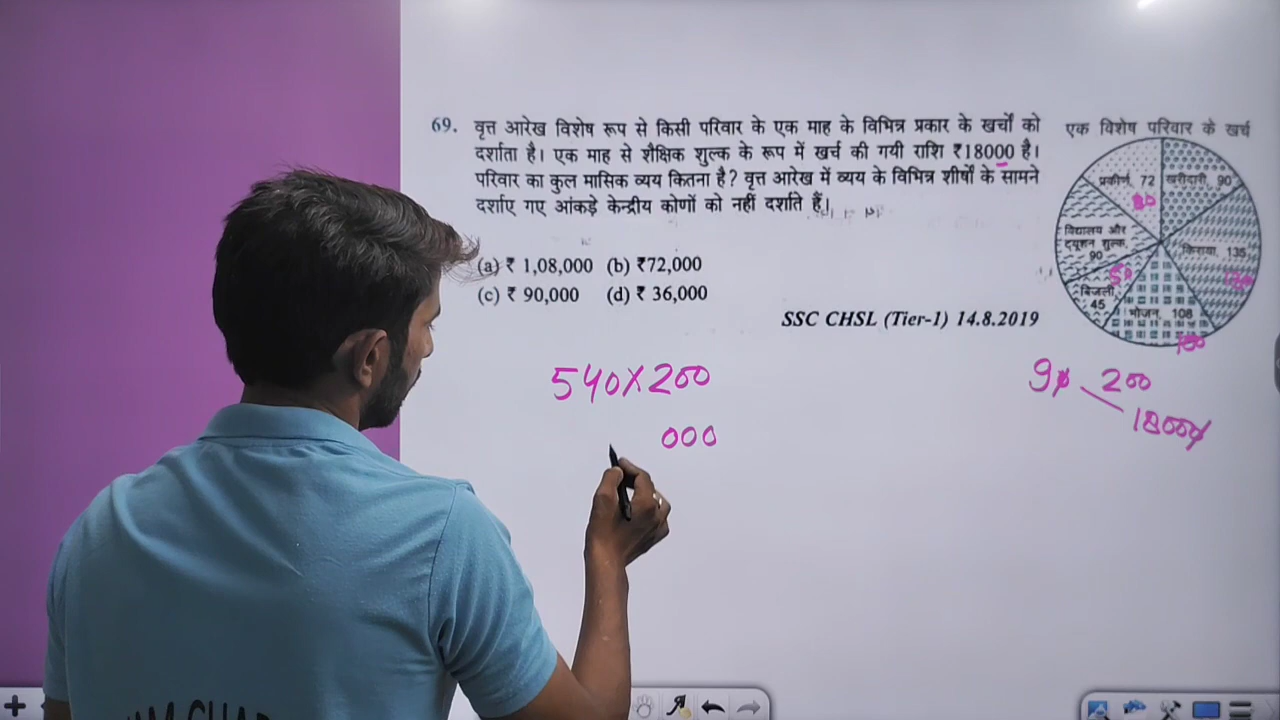 69. वृत्त आरेख विशेष रूप से किसी परिवार के एक माह के विभिन्न प्रकार के खर्चों को
दर्शाता है। एक माह से शैक्षिक शुल्क के रूप में खर्च की गयी राशि ₹18000 है।
परिवार का कुल मासिक व्यय कितना है? वृत्त आरेख में व्यय के विभिन्न शीर्षों के सामने
दर्शाए गए आंकड़े केन्द्रीय कोणों को नहीं दर्शाते हैं।
(a) ₹ 1,08,000 (b) ₹72,000
(c) ₹ 90,000 (d) ₹ 36,000
SSC CHSL (Tier-1) 14.8.2019
एक विशेष परिवार के खर्च
प्रकीर्ण, 72
खरीदारी, 90
विद्यालय और
ट्यूशन शुल्क,
90
किराया, 135
बिजली,
45
भोजन, 108
540×200
000
90 200
18000